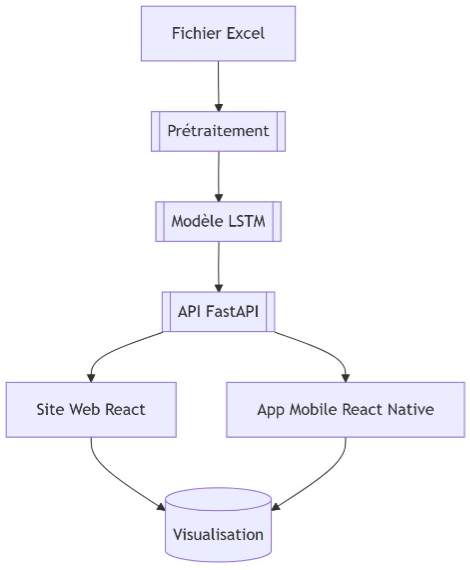 Fichier Excel
Prétraitement
Modèle LSTM
API FastAPI
Site Web React
App Mobile React Native
Visualisation